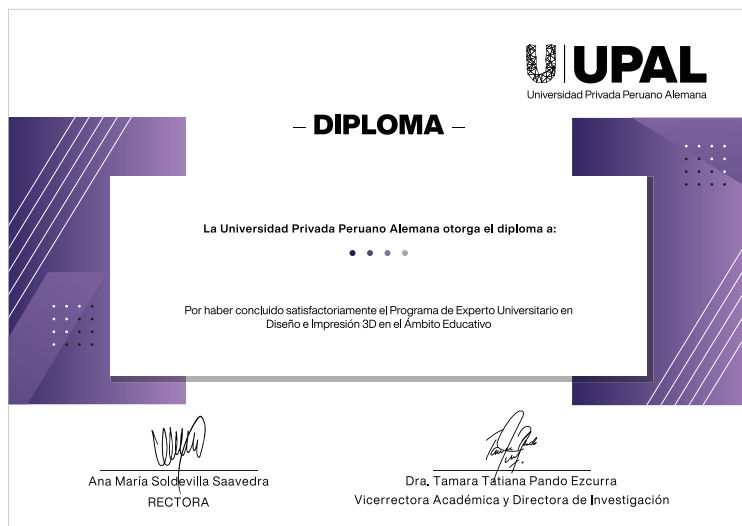 UPAL
Universidad Privada Peruano Alemana
– DIPLOMA –
La Universidad Privada Peruano Alemana otorga el diploma a:
Por haber concluido satisfactoriamente el Programa de Experto Universitario en
Diseño e Impresión 3D en el Ámbito Educativo
Ana María Soldevilla Saavedra
RECTORA
Dra. Tamara Tatiana Pando Ezcurra
Vicerrectora Académica y Directora de Investigación